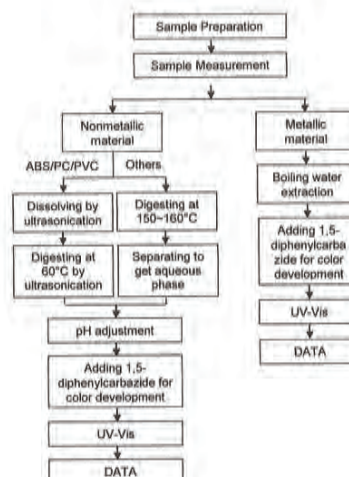 Sample Preparation
Sample Measurement
Nonmetallic
material
ABS/PC/PVC
Others
Dissolving by
ultrasonication
Digesting at
150~160°C
Digesting at
60°C by
ultrasonication
Separating to
get aqueous
phase
pH adjustment
Adding 1,5-
diphenylcarbazide for
color development
UV-Vis
DATA
Metallic
material
Boiling water
extraction
Adding 1,5-
diphenylcarba
zide for color
development
UV-Vis
DATA